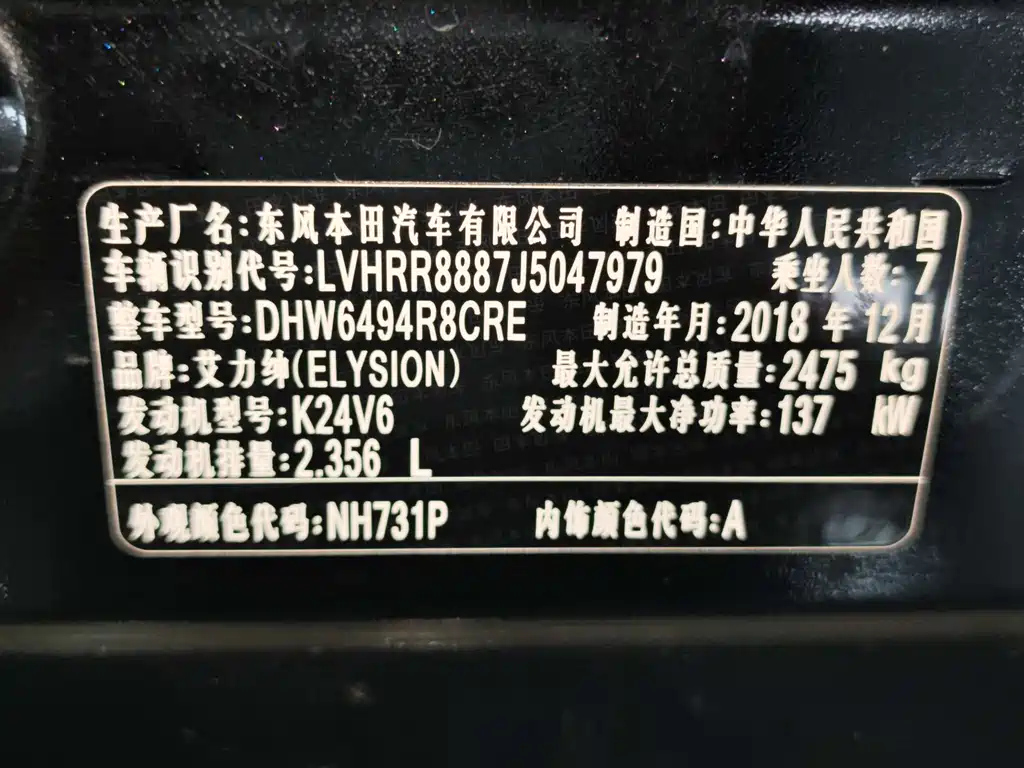 生产厂名:东风本田汽车有限公司 制造国:中华人民共和国
车辆识别代号:LVHRR8887J5047979 乘坐人数:7
整车型号:DHW6494R8CRE 制造年月:2018 年 12月
品牌:艾力绅(ELYSION) 最大允许总质量:2475 kg
发动机型号:K24V6 发动机最大净功率:137 kW
发动机排量:2.356 L
外观颜色代码:NH731P 内饰颜色代码:A